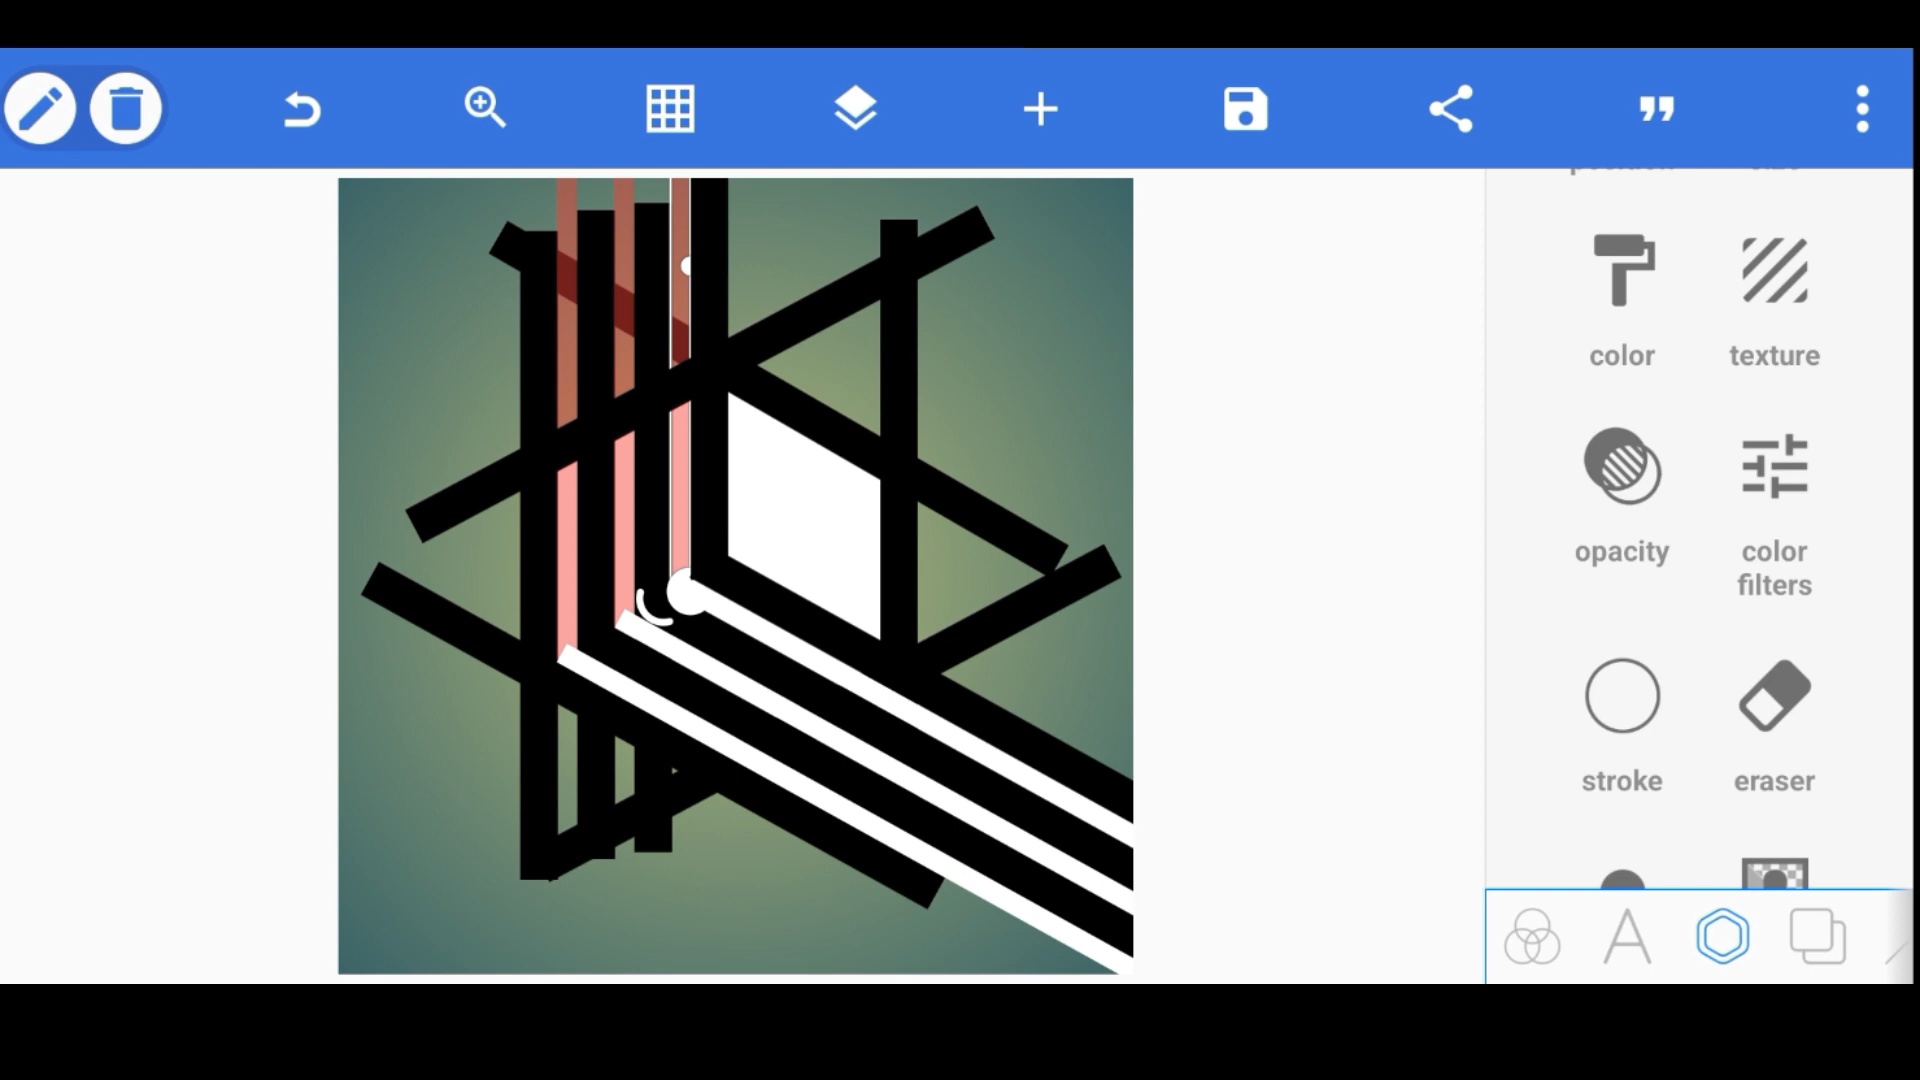 color texture
opacity color
filters
stroke eraser